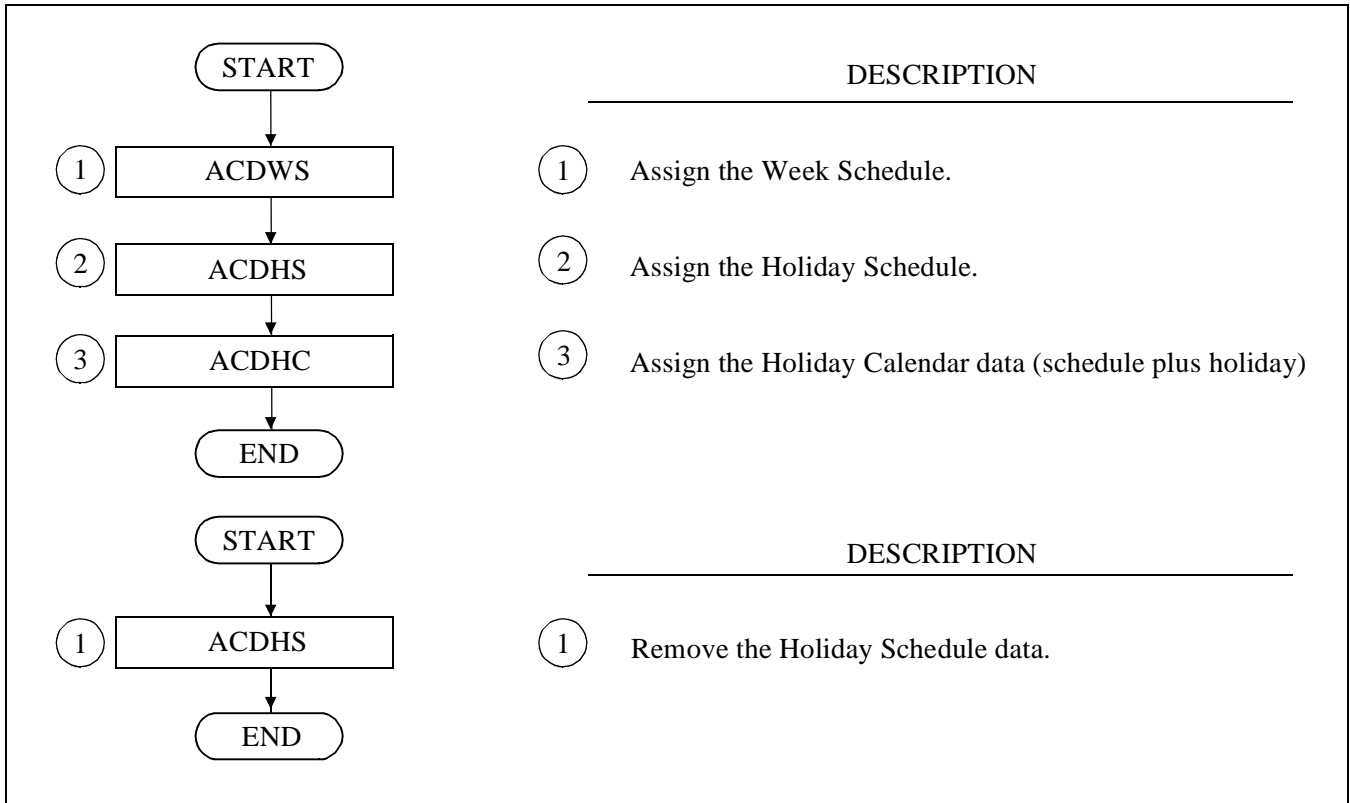 START
DESCRIPTION
1 ACDWS 1 Assign the Week Schedule.
2 ACDHS 2 Assign the Holiday Schedule.
3 ACDHC 3 Assign the Holiday Calendar data (schedule plus holiday)
END
START
DESCRIPTION
1 ACDHS 1 Remove the Holiday Schedule data.
END